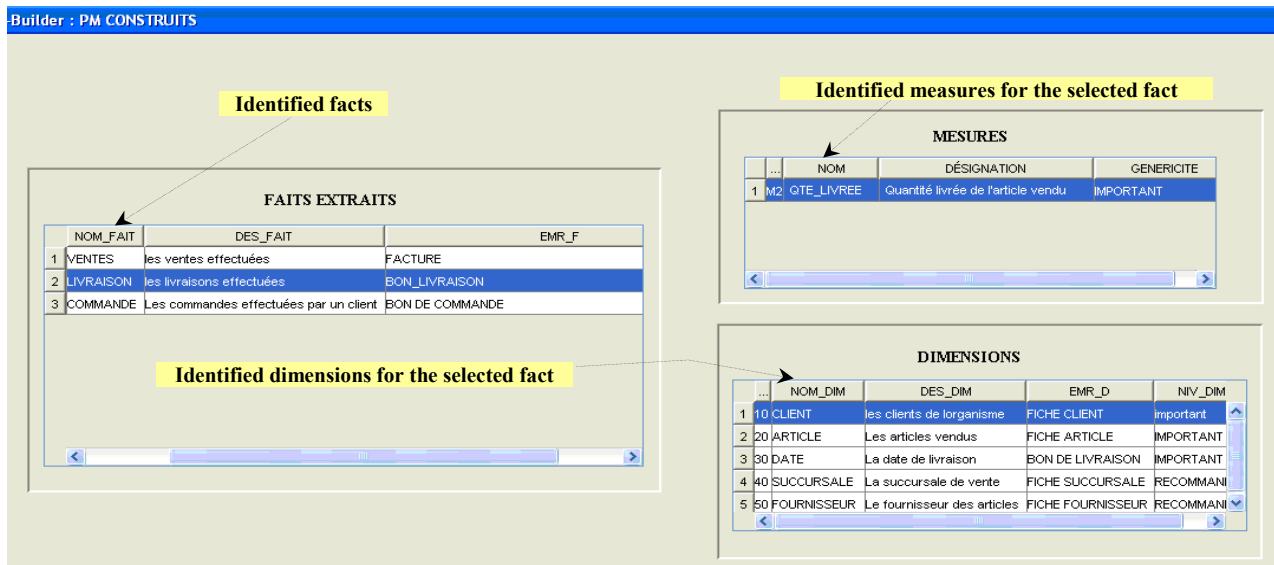 -Builder : PM CONSTRUITS
Identified facts
Identified measures for the selected fact
MESURES
... NOM DÉSIGNATION GENERICITE
1 M2 QTE_LIVREE Quantité livrée de l'article vendu IMPORTANT
FAITS EXTRAITS
NOM_FAIT DES_FAIT EMR_F
1 VENTES les ventes effectuées FACTURE
2 LIVRAISON les livraisons effectuées BON_LIVRAISON
3 COMMANDE Les commandes effectuées par un client BON DE COMMANDE
Identified dimensions for the selected fact
DIMENSIONS
... NOM_DIM DES_DIM EMR_D NIV_DIM
1 10 CLIENT les clients de lorganisme FICHE CLIENT important
2 20 ARTICLE Les articles vendus FICHE ARTICLE IMPORTANT
3 30 DATE La date de livraison BON DE LIVRAISON IMPORTANT
4 40 SUCCURSALE La succursale de vente FICHE SUCCURSALE RECOMMANI
5 50 FOURNISSEUR Le fournisseur des articles FICHE FOURNISSEUR RECOMMANI